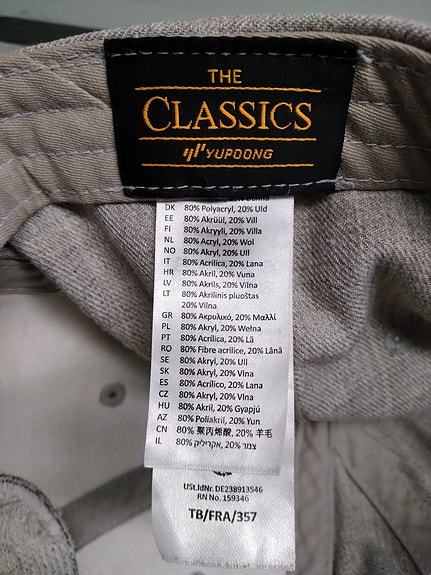 THE
CLASSICS
YUPOONG
DK 80% Polyacryl, 20% Uld
EE 80% Akrüül, 20% Vill
FI 80% Akryyli, 20% Villa
NL 80% Acryl, 20% Wol
NO 80% Akryl, 20% Ull
IT 80% Acrilica, 20% Lana
HR 80% Akril, 20% Vuna
LV 80% Akrils, 20% Vilna
LT 80% Akrilinis pluoštas
20% Vilna
GR 80% Ακρυλικό, 20% Μαλλί
PL 80% Akryl, 20% Wełna
PT 80% Acrílica, 20% Lã
RO 80% Fibre acrilice, 20% Lână
SE 80% Akryl, 20% Ull
SK 80% Akryl, 20% Vlna
ES 80% Acrílico, 20% Lana
CZ 80% Akryl, 20% Vlna
HU 80% Akril, 20% Gyapjú
AZ 80% Poliakril, 20% Yun
CN 80% 聚丙烯酸, 20% 羊毛
IL 80% אקריליק, 20% צמר
USt.IdNr. DE238913546
RN No. 159346
TB/FRA/357